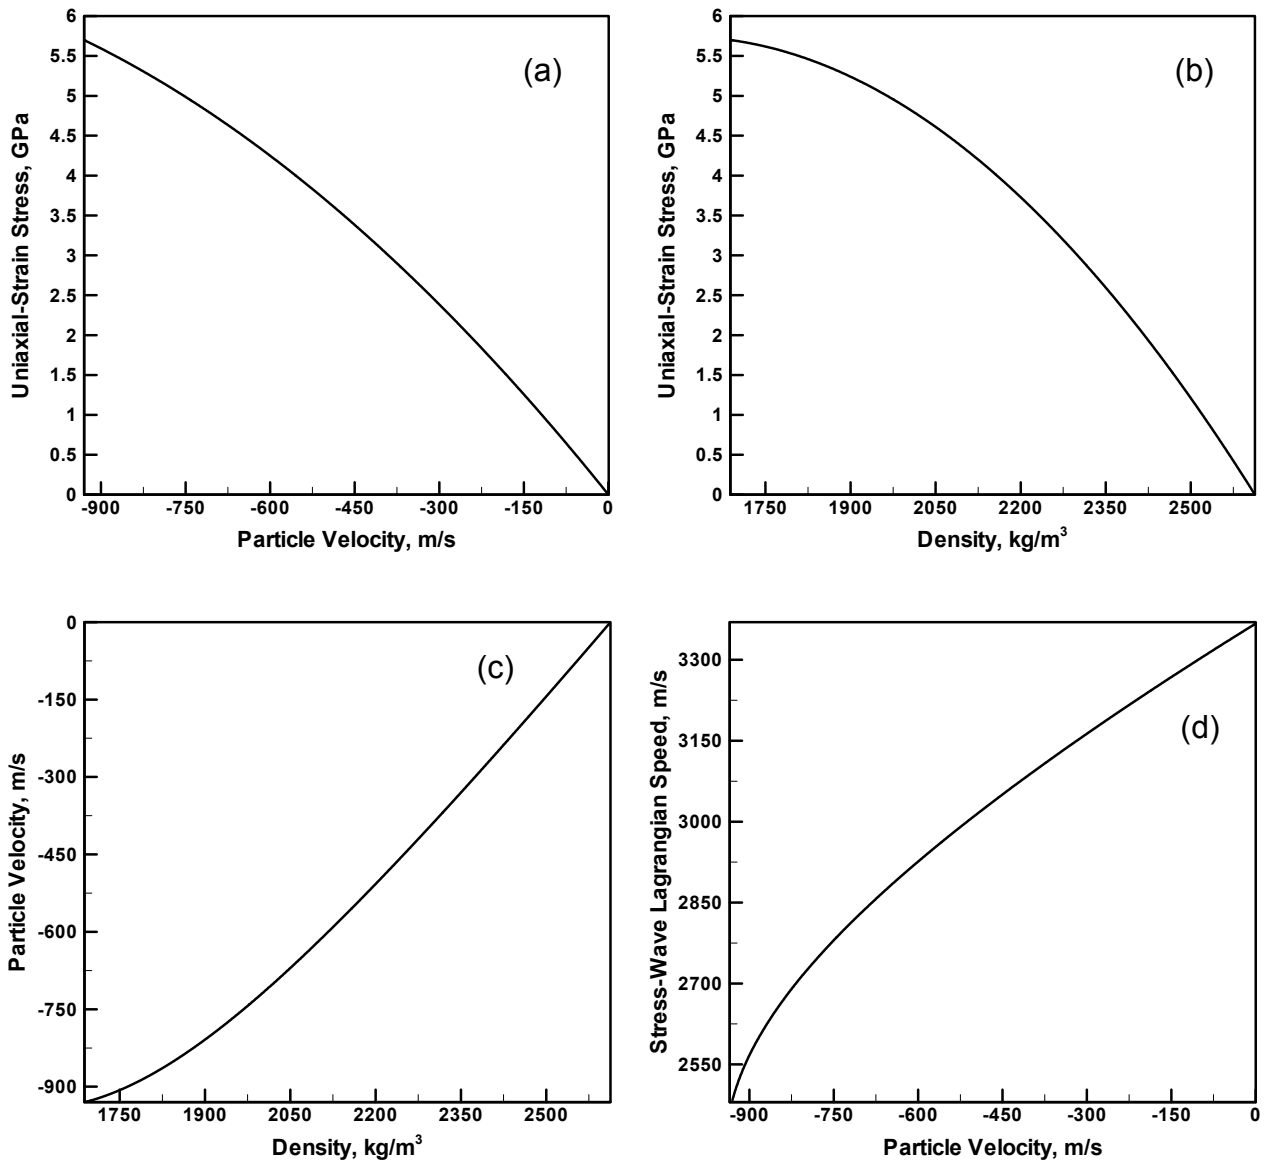 (a)
Uniaxial-Strain Stress, GPa
6
5.5
5
4.5
4
3.5
3
2.5
2
1.5
1
0.5
0
-900 -750 -600 -450 -300 -150 0
Particle Velocity, m/s
(b)
Uniaxial-Strain Stress, GPa
6
5.5
5
4.5
4
3.5
3
2.5
2
1.5
1
0.5
0
1750 1900 2050 2200 2350 2500
Density, kg/m³
(c)
Particle Velocity, m/s
0
-150
-300
-450
-600
-750
-900
1750 1900 2050 2200 2350 2500
Density, kg/m³
(d)
Stress-Wave Lagrangian Speed, m/s
3300
3150
3000
2850
2700
2550
-900 -750 -600 -450 -300 -150 0
Particle Velocity, m/s